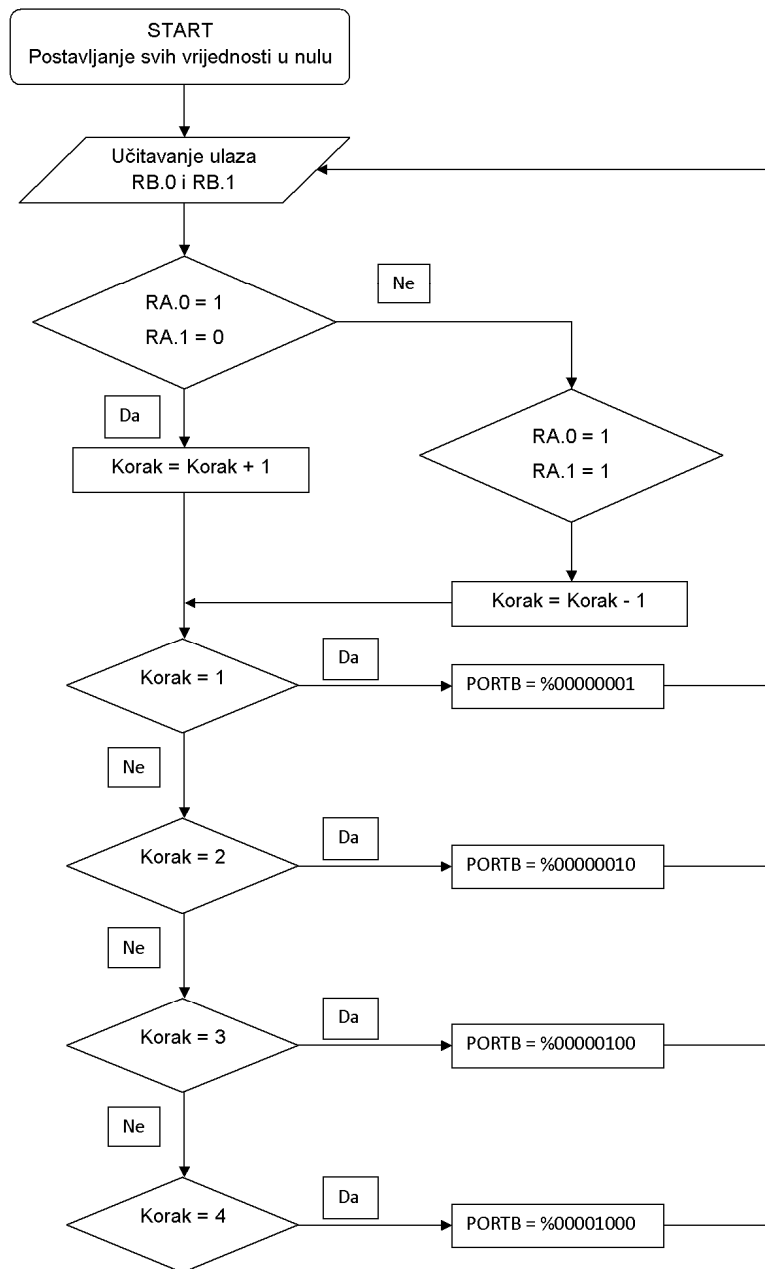 START
Postavljanje svih vrijednosti u nulu
Učitavanje ulaza
RB.0 i RB.1
RA.0 = 1
RA.1 = 0
Ne
Da
RA.0 = 1
RA.1 = 1
Korak = Korak + 1
Korak = Korak - 1
Korak = 1
Da
PORTB = %00000001
Ne
Korak = 2
Da
PORTB = %00000010
Ne
Korak = 3
Da
PORTB = %00000100
Ne
Korak = 4
Da
PORTB = %00001000